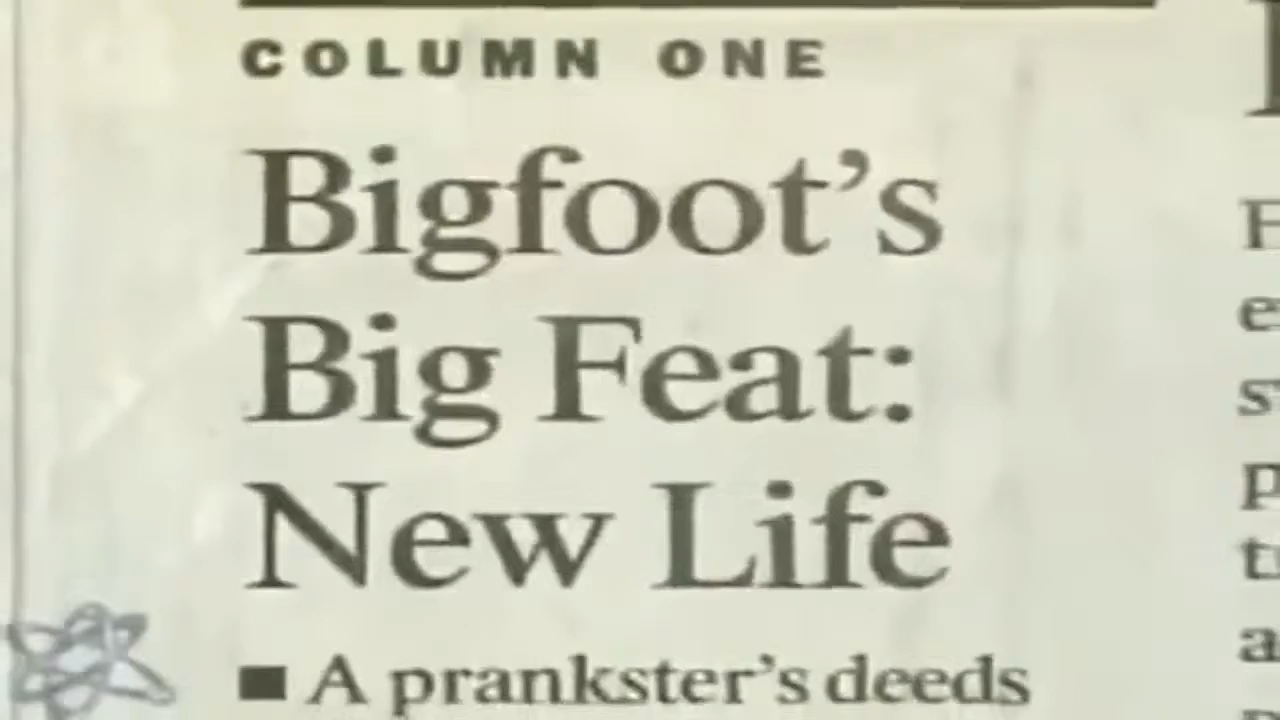 COLUMN ONE
Bigfoot’s
Big Feat:
New Life
■ A prankster’s deeds